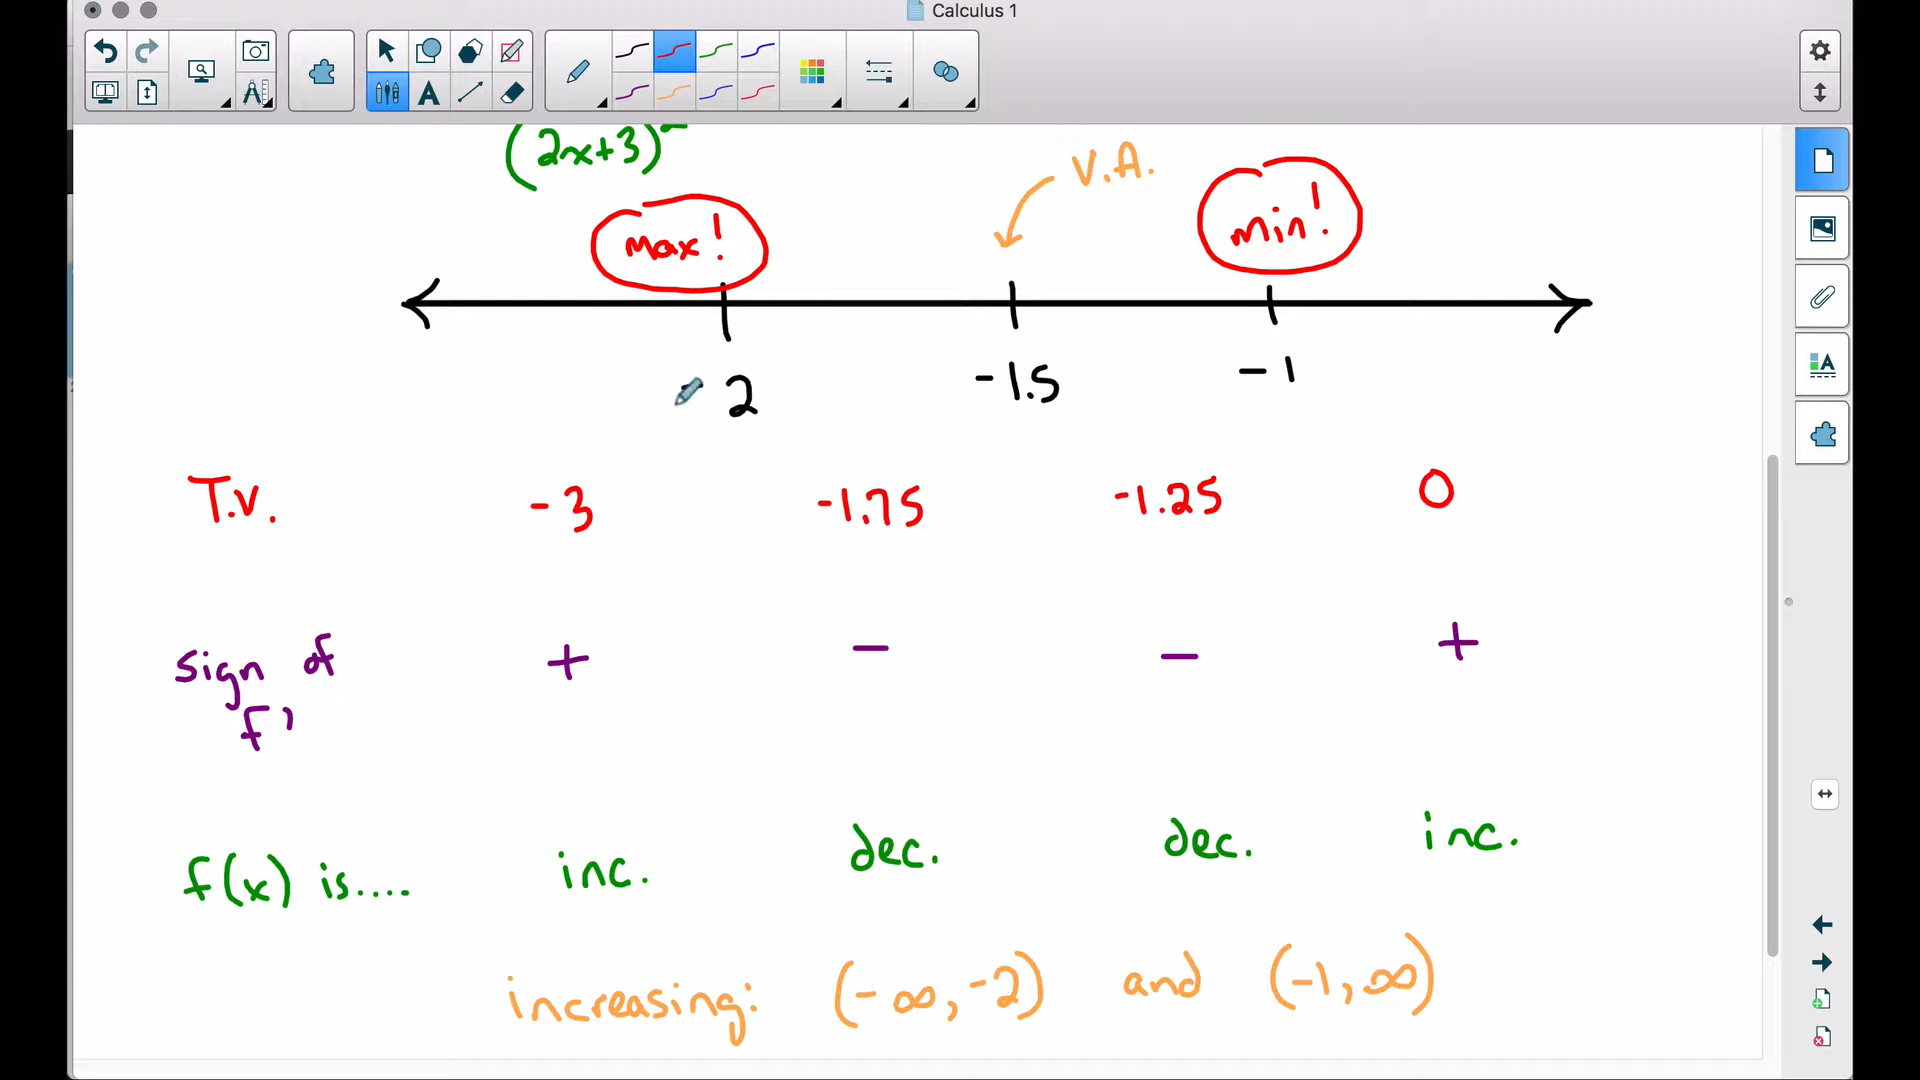 Calculus 1
(2x+3)²
V.A.
max!
min!
2 -1.5 -1
T.V. -3 -1.75 -1.25 0
sign of + - - +
f'
f(x) is.... inc. dec. dec. inc.
increasing: (-∞, -2) and (-1, ∞)